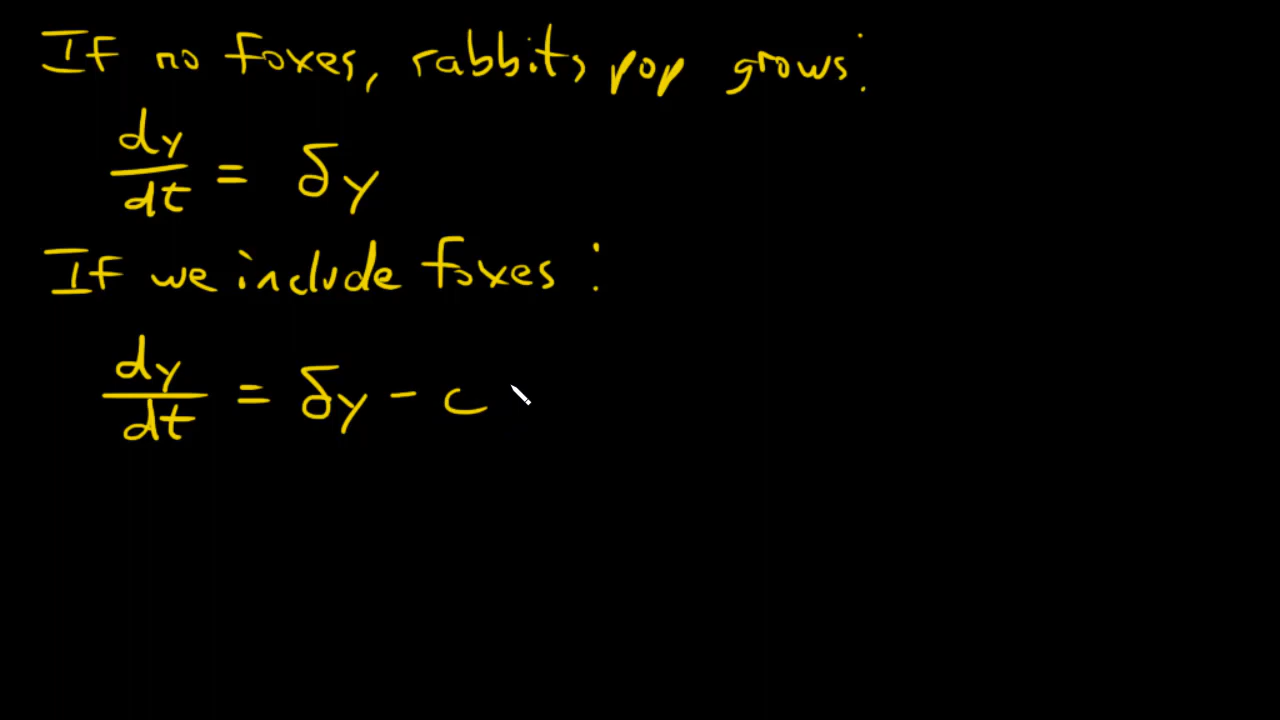 If no foxes, rabbits pop grows:
dy/dt = δy
If we include foxes:
dy/dt = δy - c